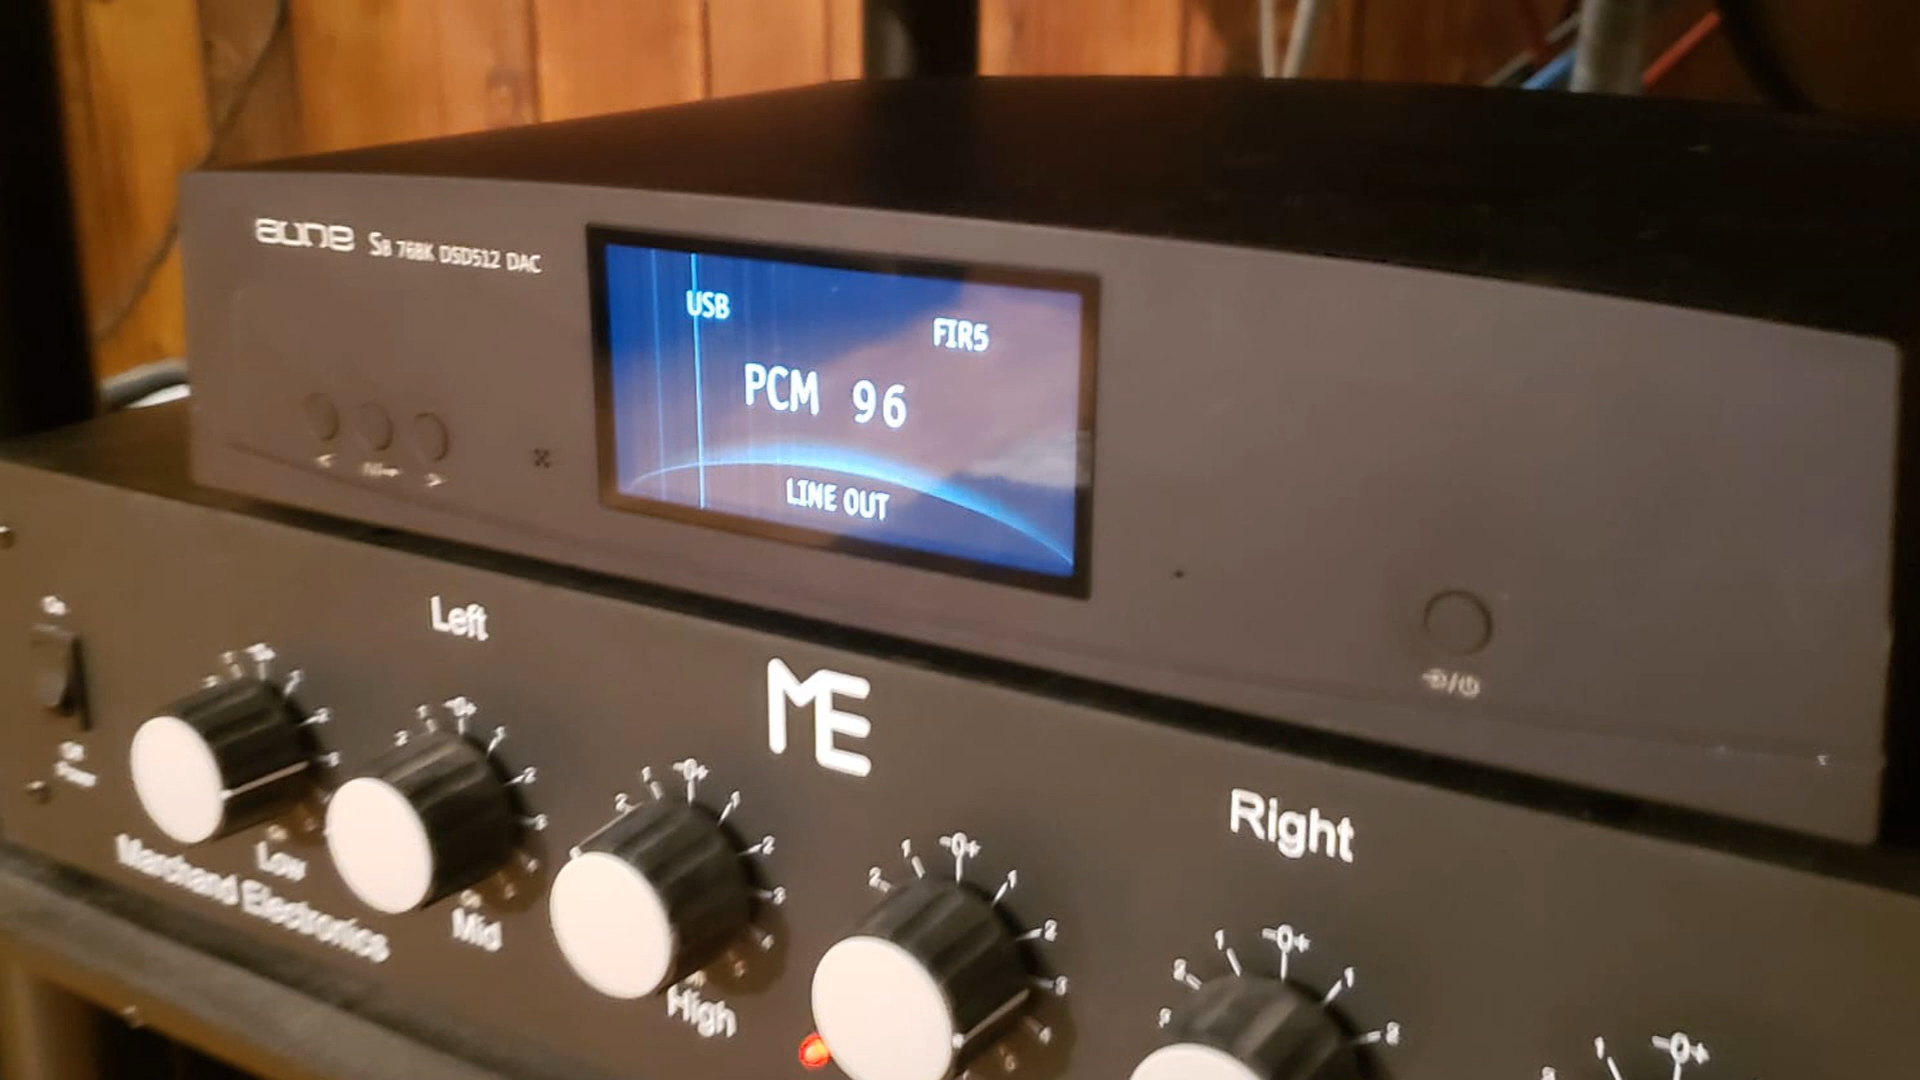 aune S8 768K DSD512 DAC
USB
FIR5
PCM 96
LINE OUT
Left
ME
Right
Low
Mid
High
Marchand Electronics